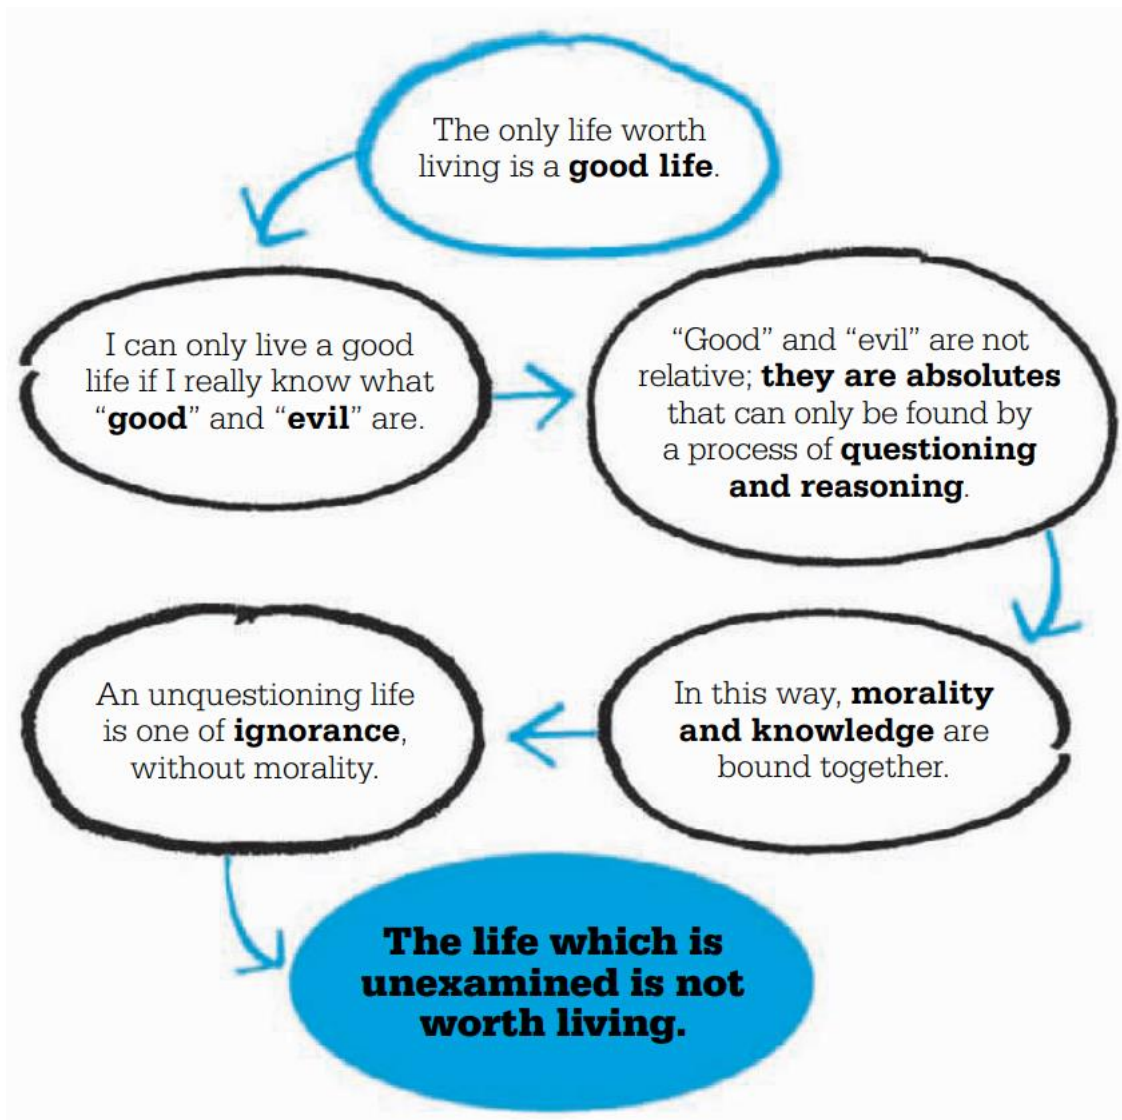 The only life worth
living is a good life.
I can only live a good
life if I really know what
“good” and “evil” are.
“Good” and “evil” are not
relative; they are absolutes
that can only be found by
a process of questioning
and reasoning.
In this way, morality
and knowledge are
bound together.
An unquestioning life
is one of ignorance,
without morality.
The life which is
unexamined is not
worth living.